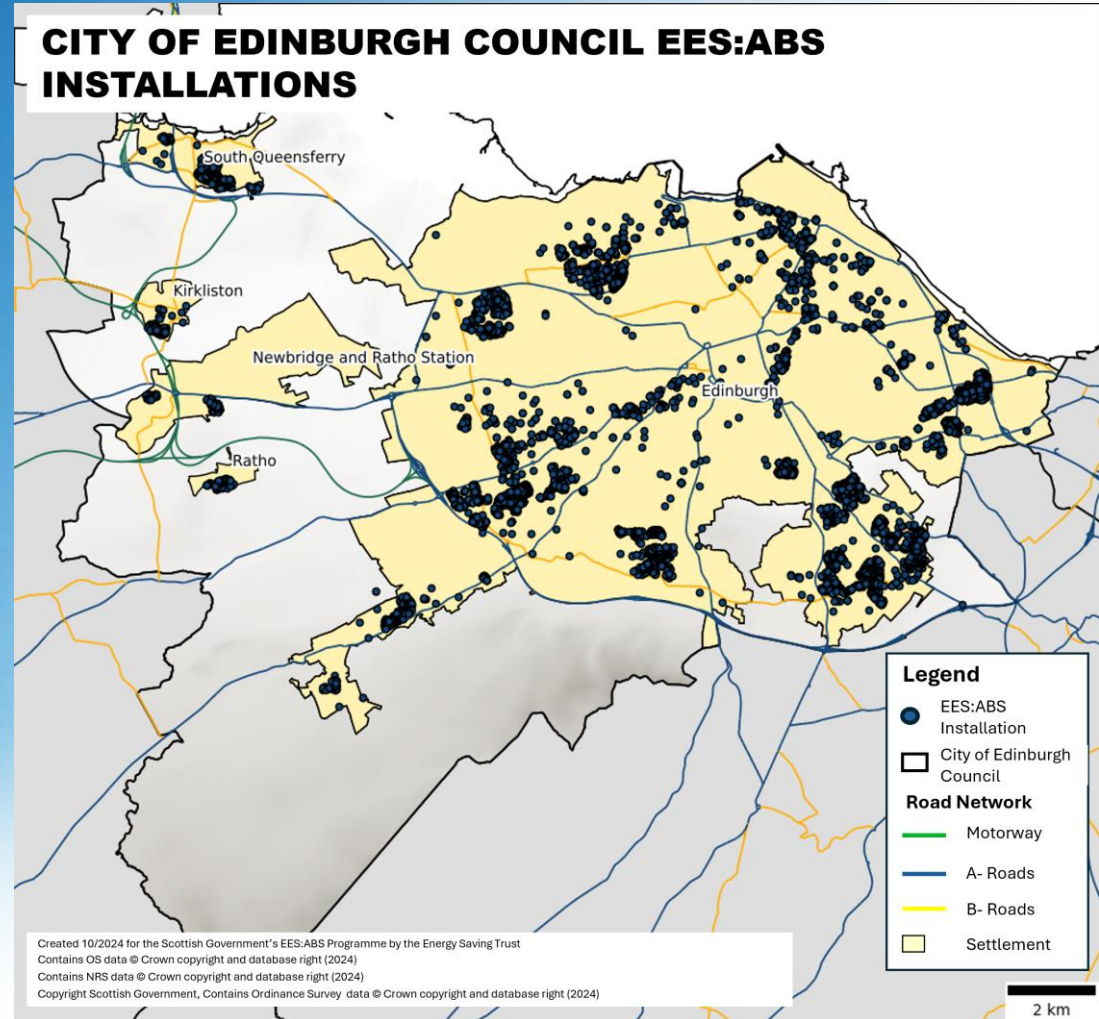 CITY OF EDINBURGH COUNCIL EES:ABS
INSTALLATIONS
South Queensferry
Kirkliston
Newbridge and Ratho Station
Edinburgh
Ratho
Legend
EES:ABS
Installation
City of Edinburgh
Council
Road Network
Motorway
A- Roads
B- Roads
Settlement
Created 10/2024 for the Scottish Government's EES:ABS Programme by the Energy Saving Trust
Contains OS data © Crown copyright and database right (2024)
Contains NRS data © Crown copyright and database right (2024)
Copyright Scottish Government, Contains Ordinance Survey data © Crown copyright and database right (2024)
2 km